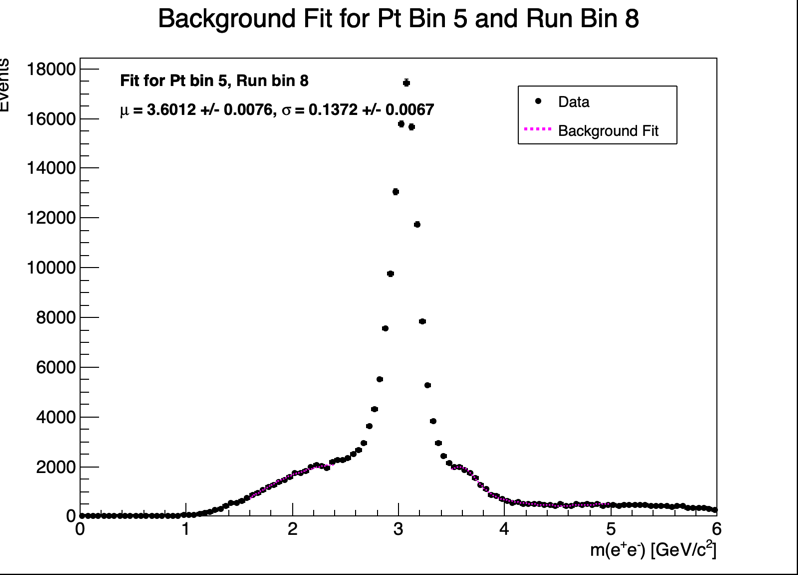 Background Fit for Pt Bin 5 and Run Bin 8
Events
18000
16000
14000
12000
10000
8000
6000
4000
2000
0
Fit for Pt bin 5, Run bin 8
μ = 3.6012 +/- 0.0076, σ = 0.1372 +/- 0.0067
Data
Background Fit
0 1 2 3 4 5 6
m(e⁺e⁻) [GeV/c²]